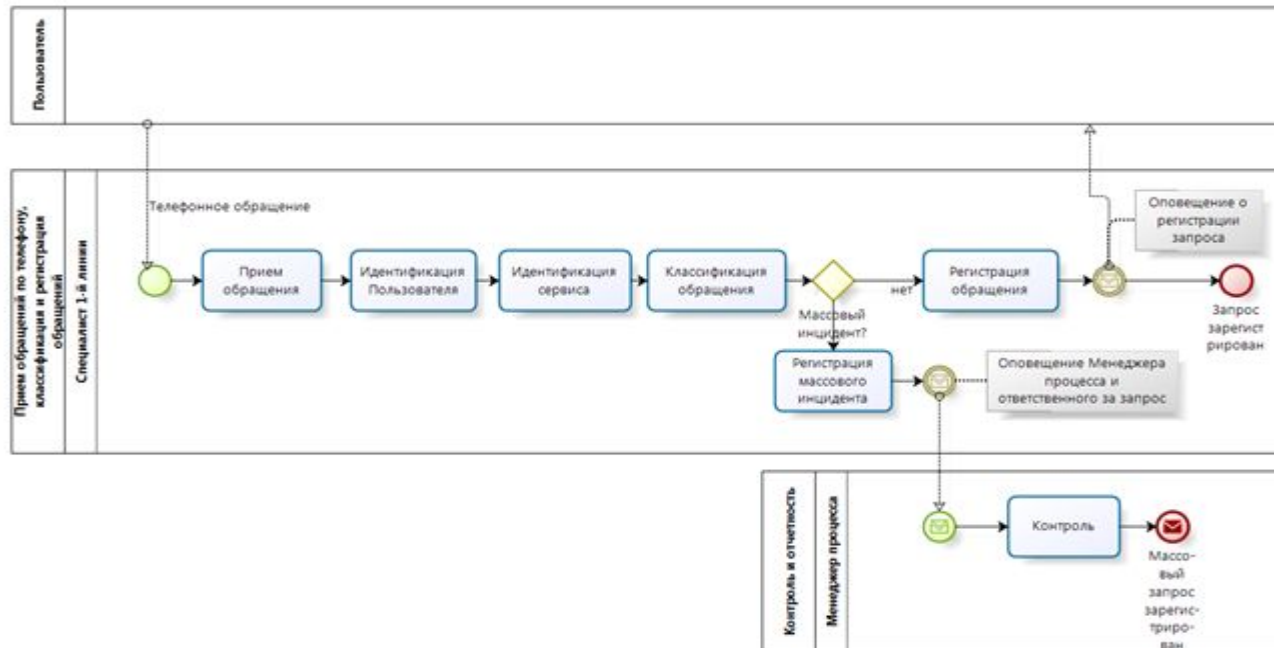 Пользователь
Прием обращений по телефону,
классификация и регистрация
обращений
Специалист 1-й линии
Телефонное обращение
Прием
обращения
Идентификация
Пользователя
Идентификация
сервиса
Классификация
обращения
Массовый
инцидент?
нет
Регистрация
обращения
Оповещение о
регистрации
запроса
Запрос
зарегист
рирован
Регистрация
массового
инцидента
Оповещение Менеджера
процесса и
ответственного за запрос
Контроль и отчетность
Менеджер процесса
Контроль
Массо-
вый
запрос
зарегис-
триро-
ван